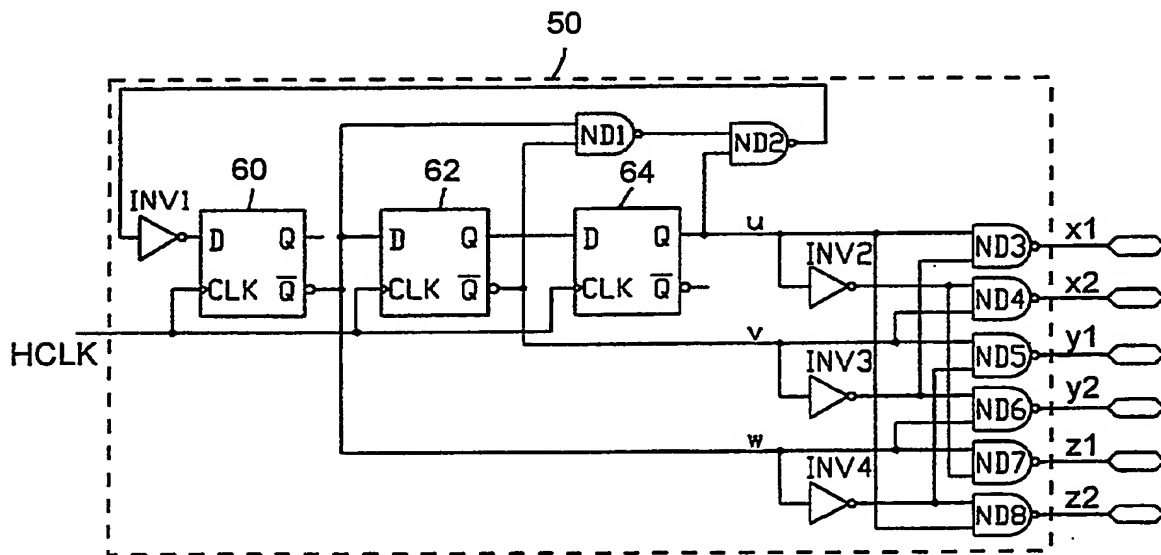 50
ND1
ND2
60
62
64
INV1
D Q
CLK Q̅
D Q
CLK Q̅
D Q
CLK Q̅
HCLK
u
v
w
INV2
INV3
INV4
ND3
ND4
ND5
ND6
ND7
ND8
x1
x2
y1
y2
z1
z2